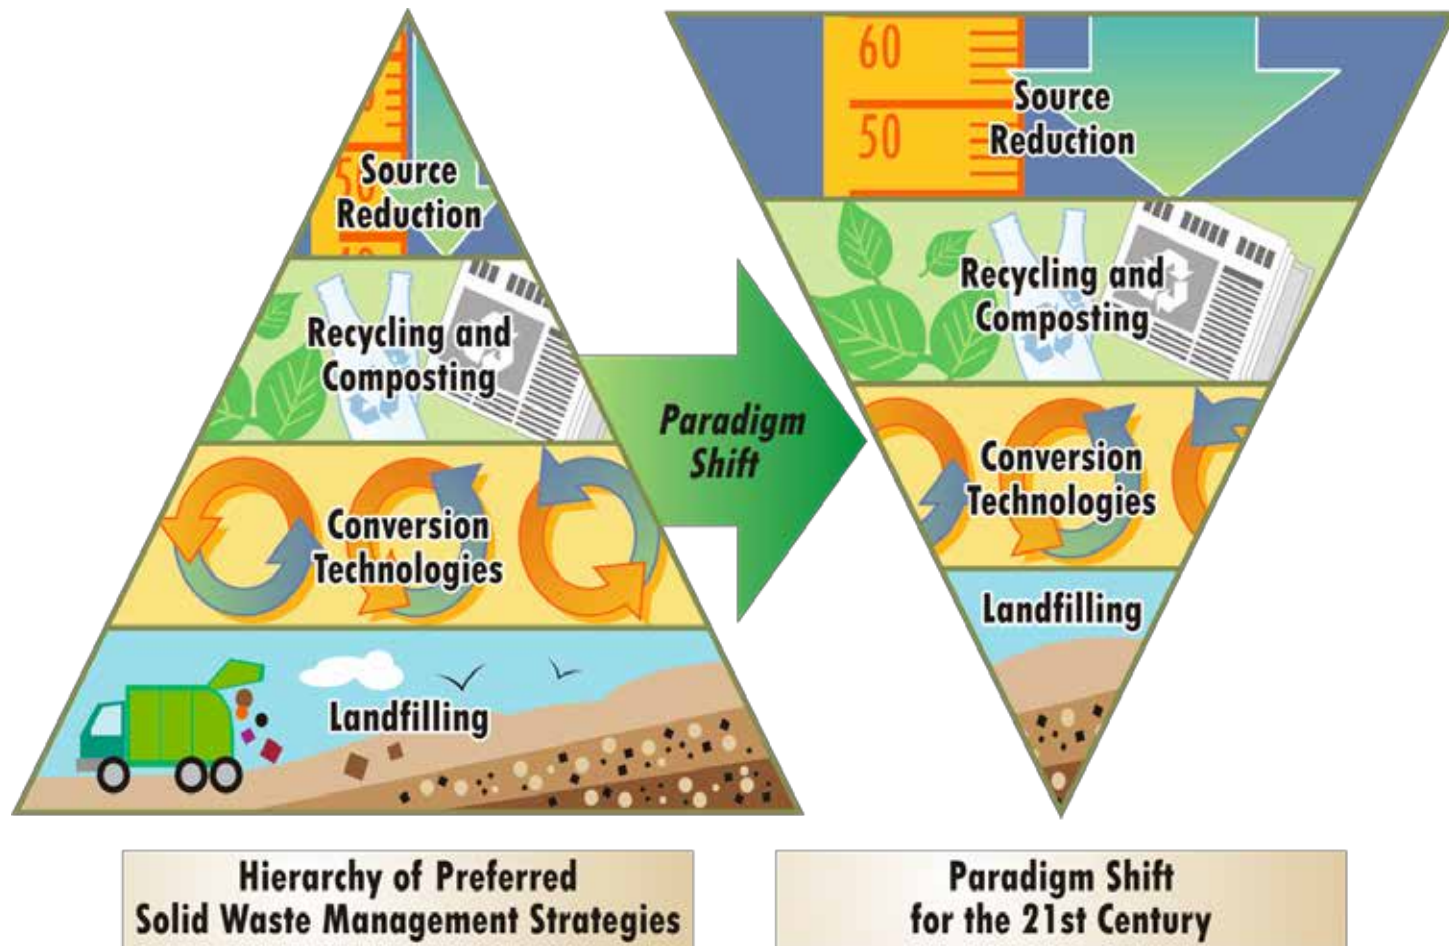 50
Source
Reduction
Recycling and
Composting
Conversion
Technologies
Landfilling
Hierarchy of Preferred
Solid Waste Management Strategies
Paradigm
Shift
60
50
Source
Reduction
Recycling and
Composting
Conversion
Technologies
Landfilling
Paradigm Shift
for the 21st Century